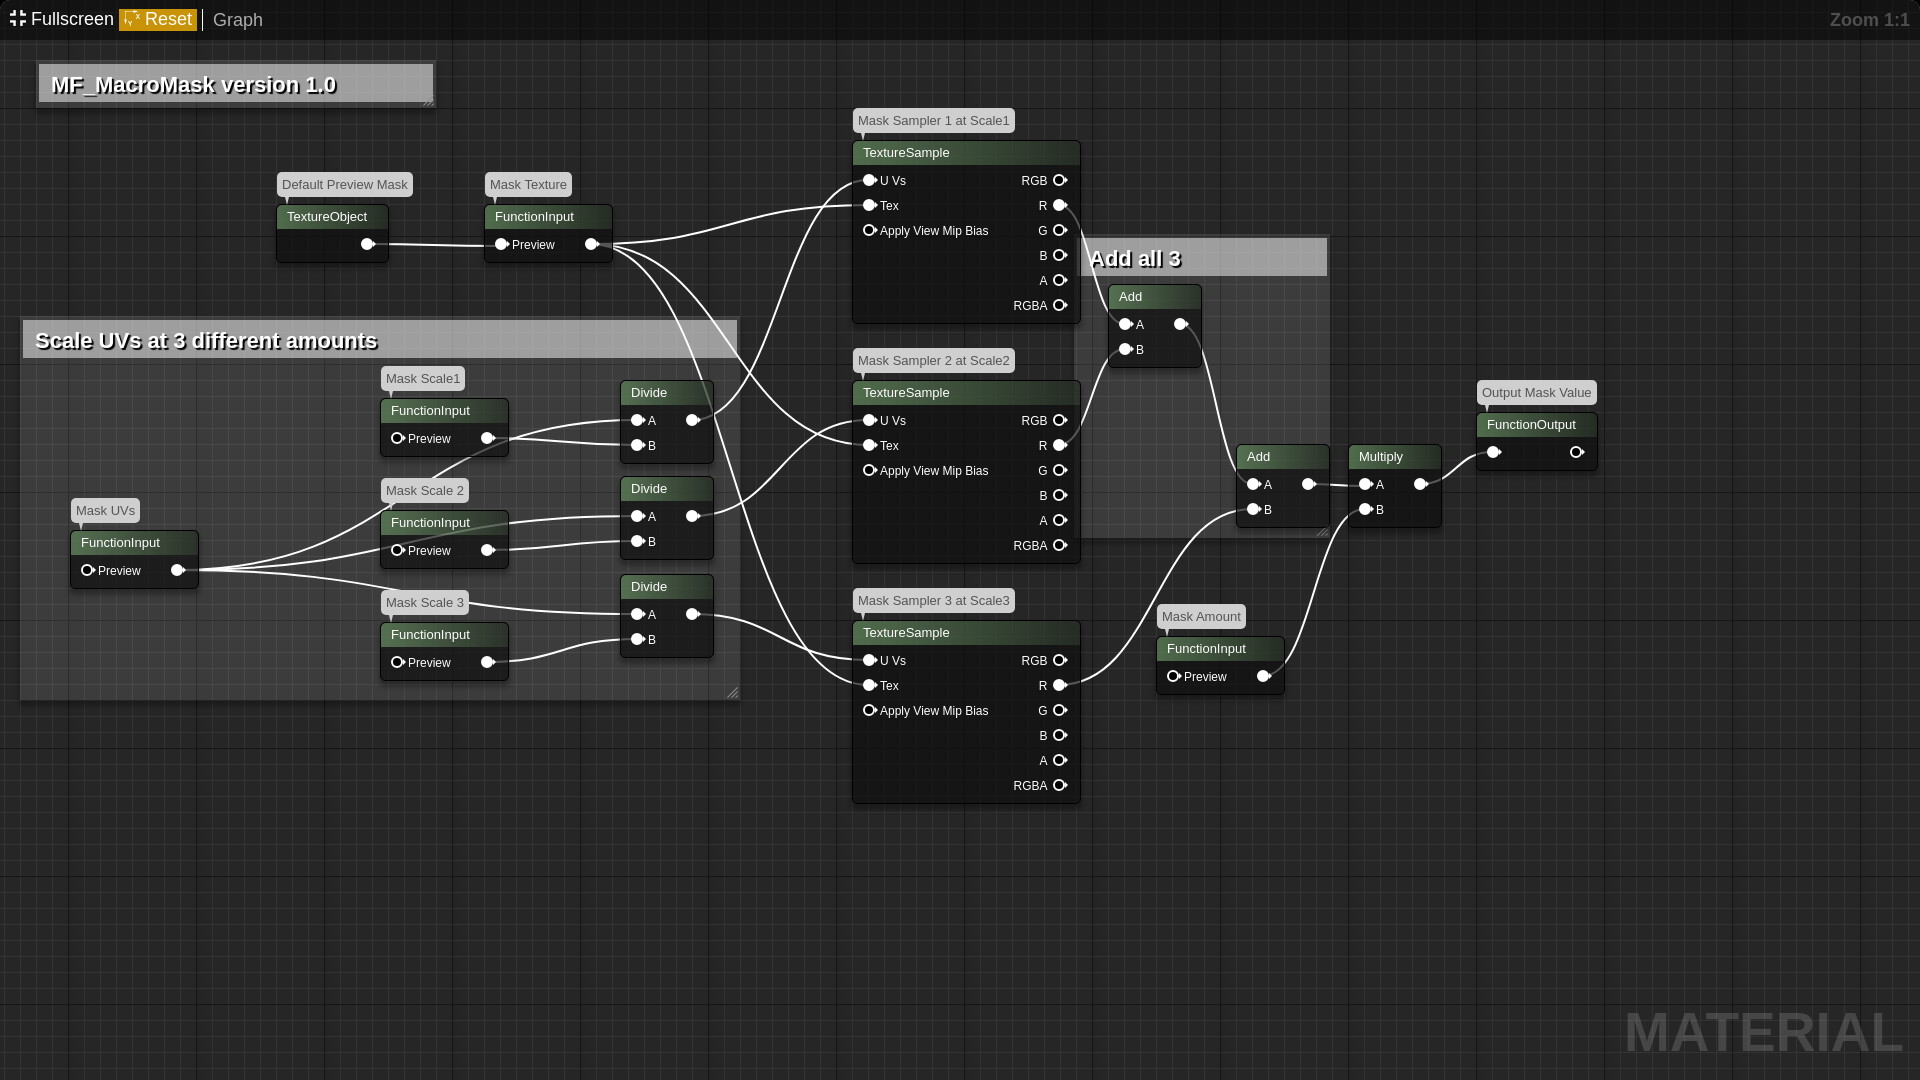 Fullscreen Reset Graph Zoom 1:1
MF_MacroMask version 1.0
Default Preview Mask
TextureObject
Mask Texture
FunctionInput
Preview
Scale UVs at 3 different amounts
Mask UVs
FunctionInput
Preview
Mask Scale1
FunctionInput
Preview
Mask Scale 2
FunctionInput
Preview
Mask Scale 3
FunctionInput
Preview
Divide
A
B
Divide
A
B
Divide
A
B
Mask Sampler 1 at Scale1
TextureSample
U Vs RGB
Tex R
Apply View Mip Bias G
B
A
RGBA
Mask Sampler 2 at Scale2
TextureSample
U Vs RGB
Tex R
Apply View Mip Bias G
B
A
RGBA
Mask Sampler 3 at Scale3
TextureSample
U Vs RGB
Tex R
Apply View Mip Bias G
B
A
RGBA
Add all 3
Add
A
B
Add
A
B
Mask Amount
FunctionInput
Preview
Multiply
A
B
Output Mask Value
FunctionOutput
MATERIAL